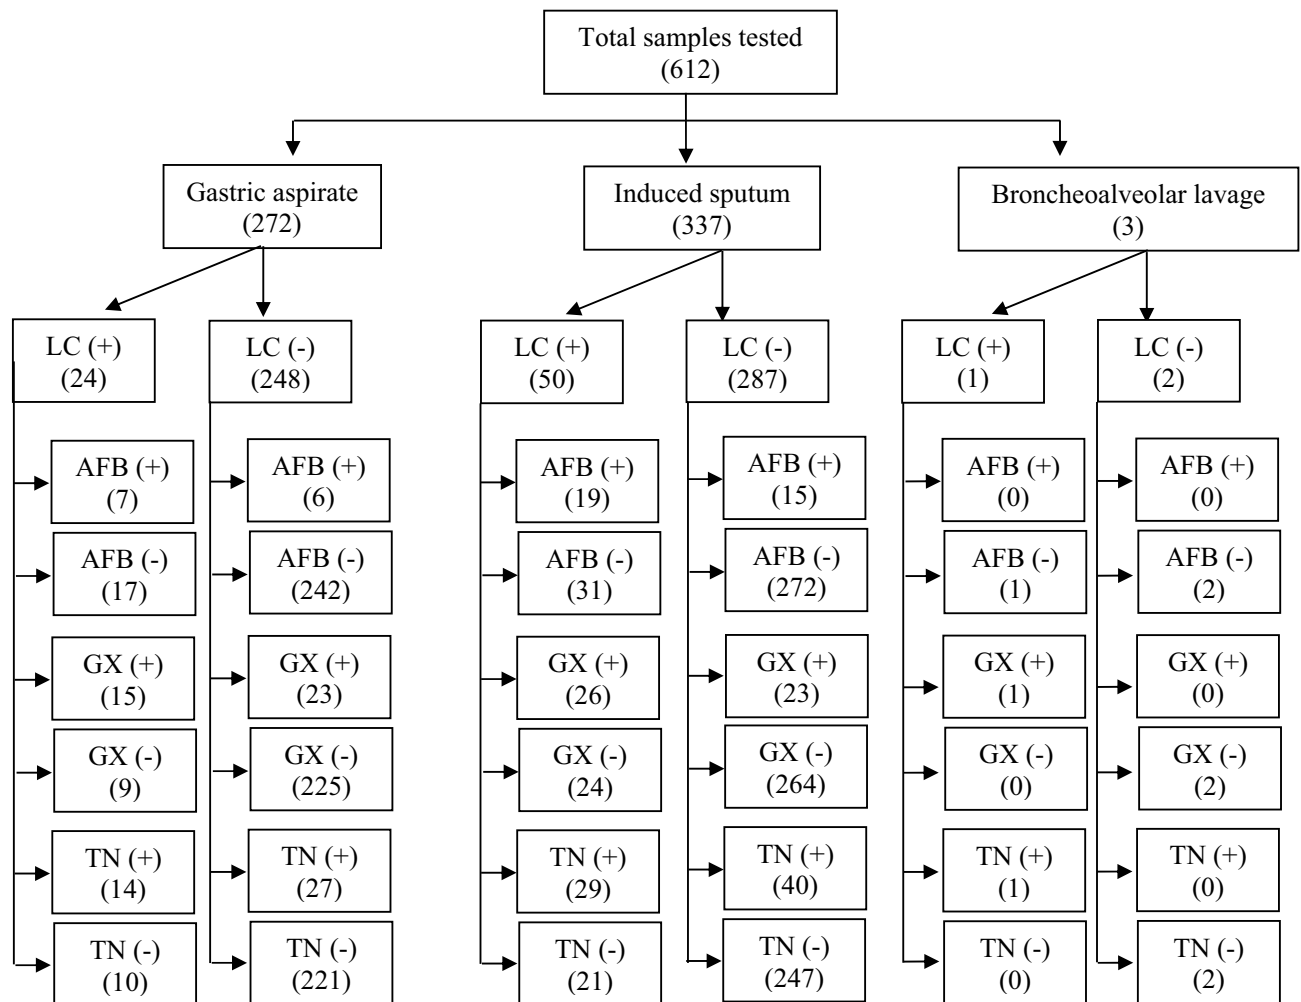 Total samples tested
(612)
Gastric aspirate
(272)
Induced sputum
(337)
Broncheoalveolar lavage
(3)
LC (+)
(24)
LC (-)
(248)
LC (+)
(50)
LC (-)
(287)
LC (+)
(1)
LC (-)
(2)
AFB (+)
(7)
AFB (+)
(6)
AFB (+)
(19)
AFB (+)
(15)
AFB (+)
(0)
AFB (+)
(0)
AFB (-)
(17)
AFB (-)
(242)
AFB (-)
(31)
AFB (-)
(272)
AFB (-)
(1)
AFB (-)
(2)
GX (+)
(15)
GX (+)
(23)
GX (+)
(26)
GX (+)
(23)
GX (+)
(1)
GX (+)
(0)
GX (-)
(9)
GX (-)
(225)
GX (-)
(24)
GX (-)
(264)
GX (-)
(0)
GX (-)
(2)
TN (+)
(14)
TN (+)
(27)
TN (+)
(29)
TN (+)
(40)
TN (+)
(1)
TN (+)
(0)
TN (-)
(10)
TN (-)
(221)
TN (-)
(21)
TN (-)
(247)
TN (-)
(0)
TN (-)
(2)